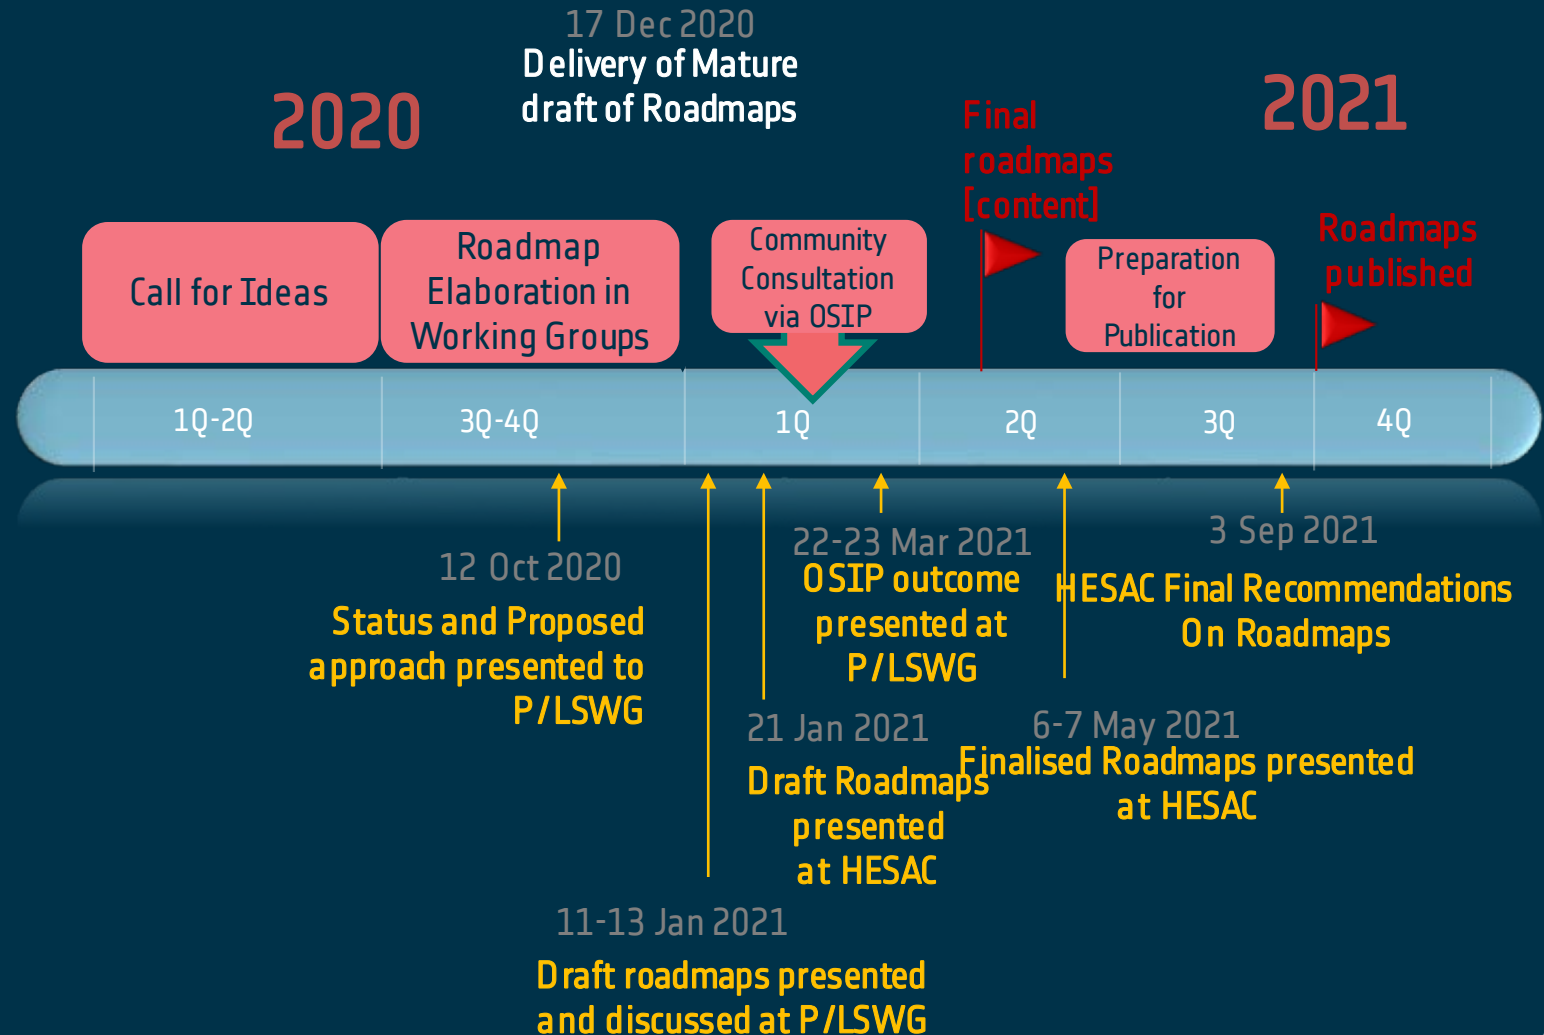 17 Dec 2020
Delivery of Mature
draft of Roadmaps
2020
2021
Final
roadmaps
[content]
Roadmaps
published
Call for Ideas
Roadmap
Elaboration in
Working Groups
Community
Consultation
via OSIP
Preparation
for
Publication
1Q-2Q
3Q-4Q
1Q
2Q
3Q
4Q
12 Oct 2020
Status and Proposed
approach presented to
P/LSWG
22-23 Mar 2021
OSIP outcome
presented at
P/LSWG
3 Sep 2021
HESAC Final Recommendations
On Roadmaps
21 Jan 2021
Draft Roadmaps
presented
at HESAC
6-7 May 2021
Finalised Roadmaps presented
at HESAC
11-13 Jan 2021
Draft roadmaps presented
and discussed at P/LSWG